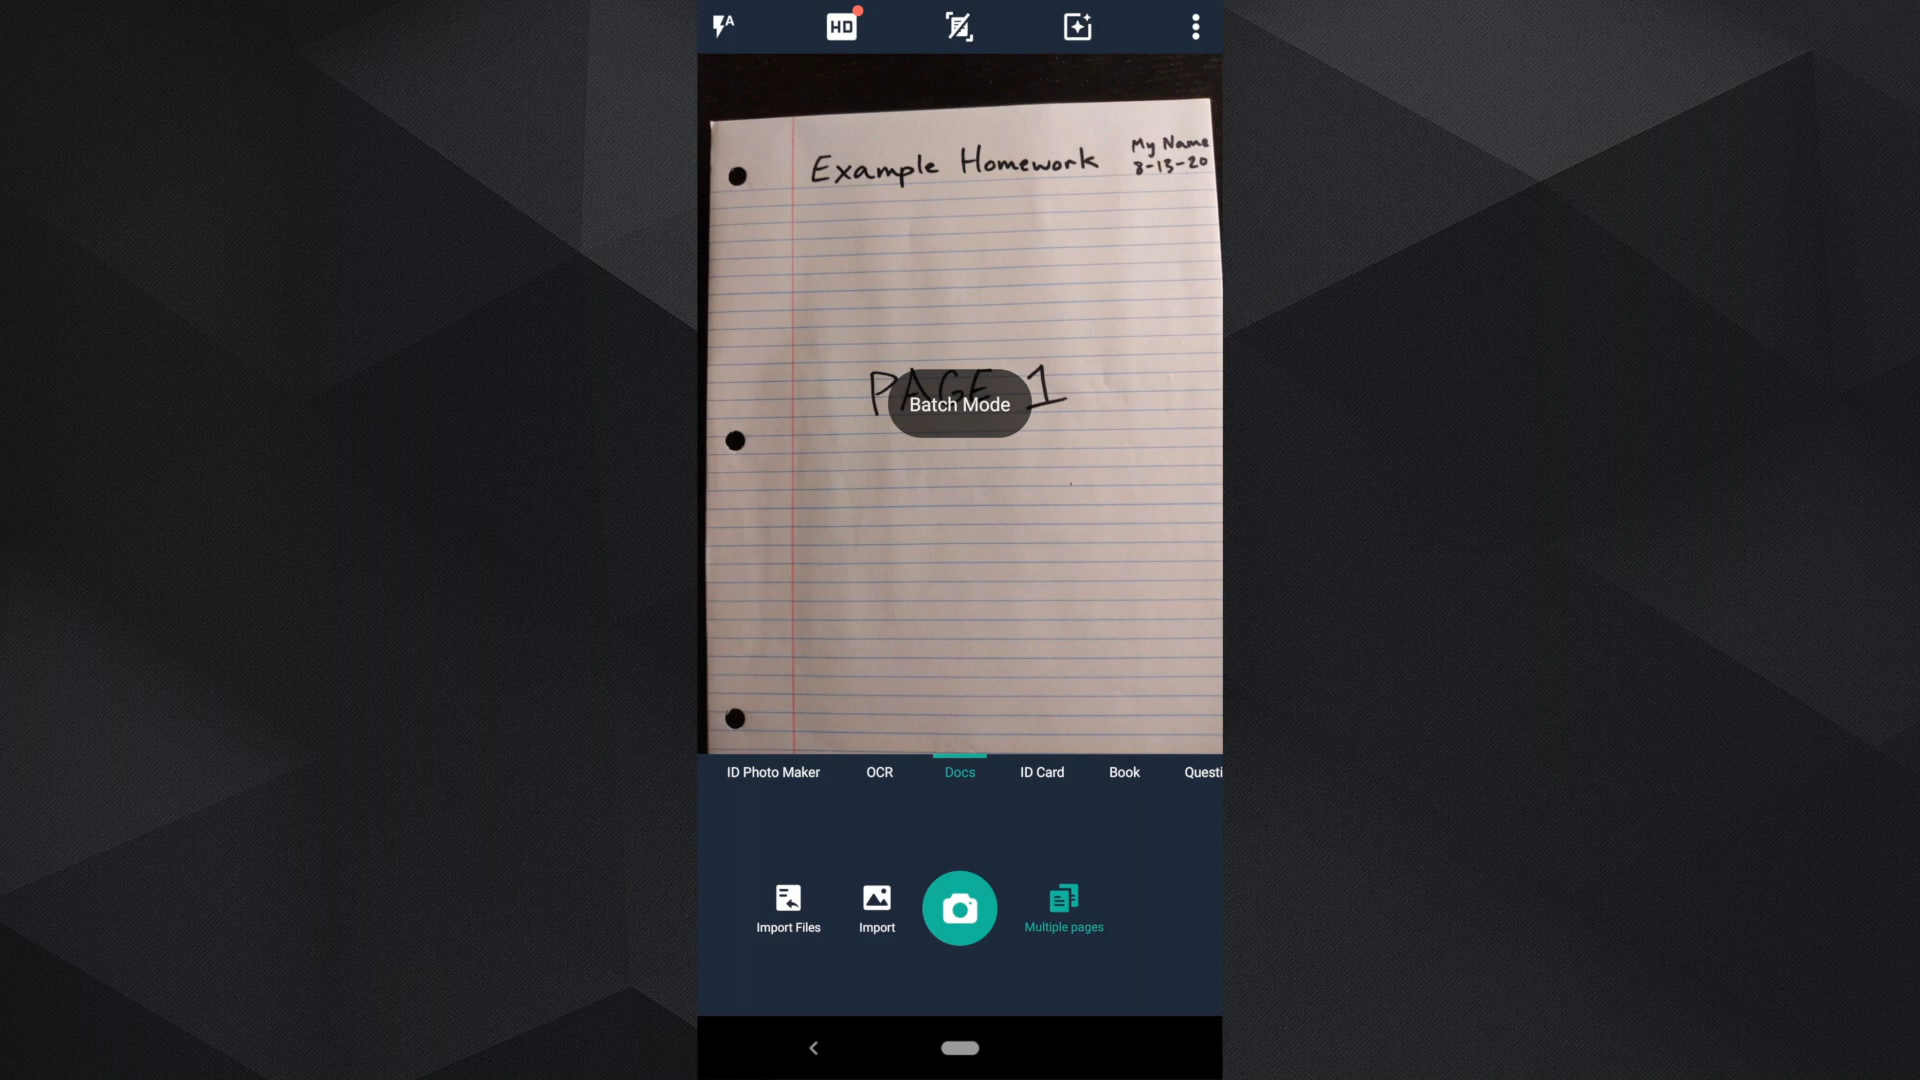 A
HD
Example Homework
My Name
8-13-20
PAGE 1
Batch Mode
ID Photo Maker OCR Docs ID Card Book Questi
Import Files Import Multiple pages